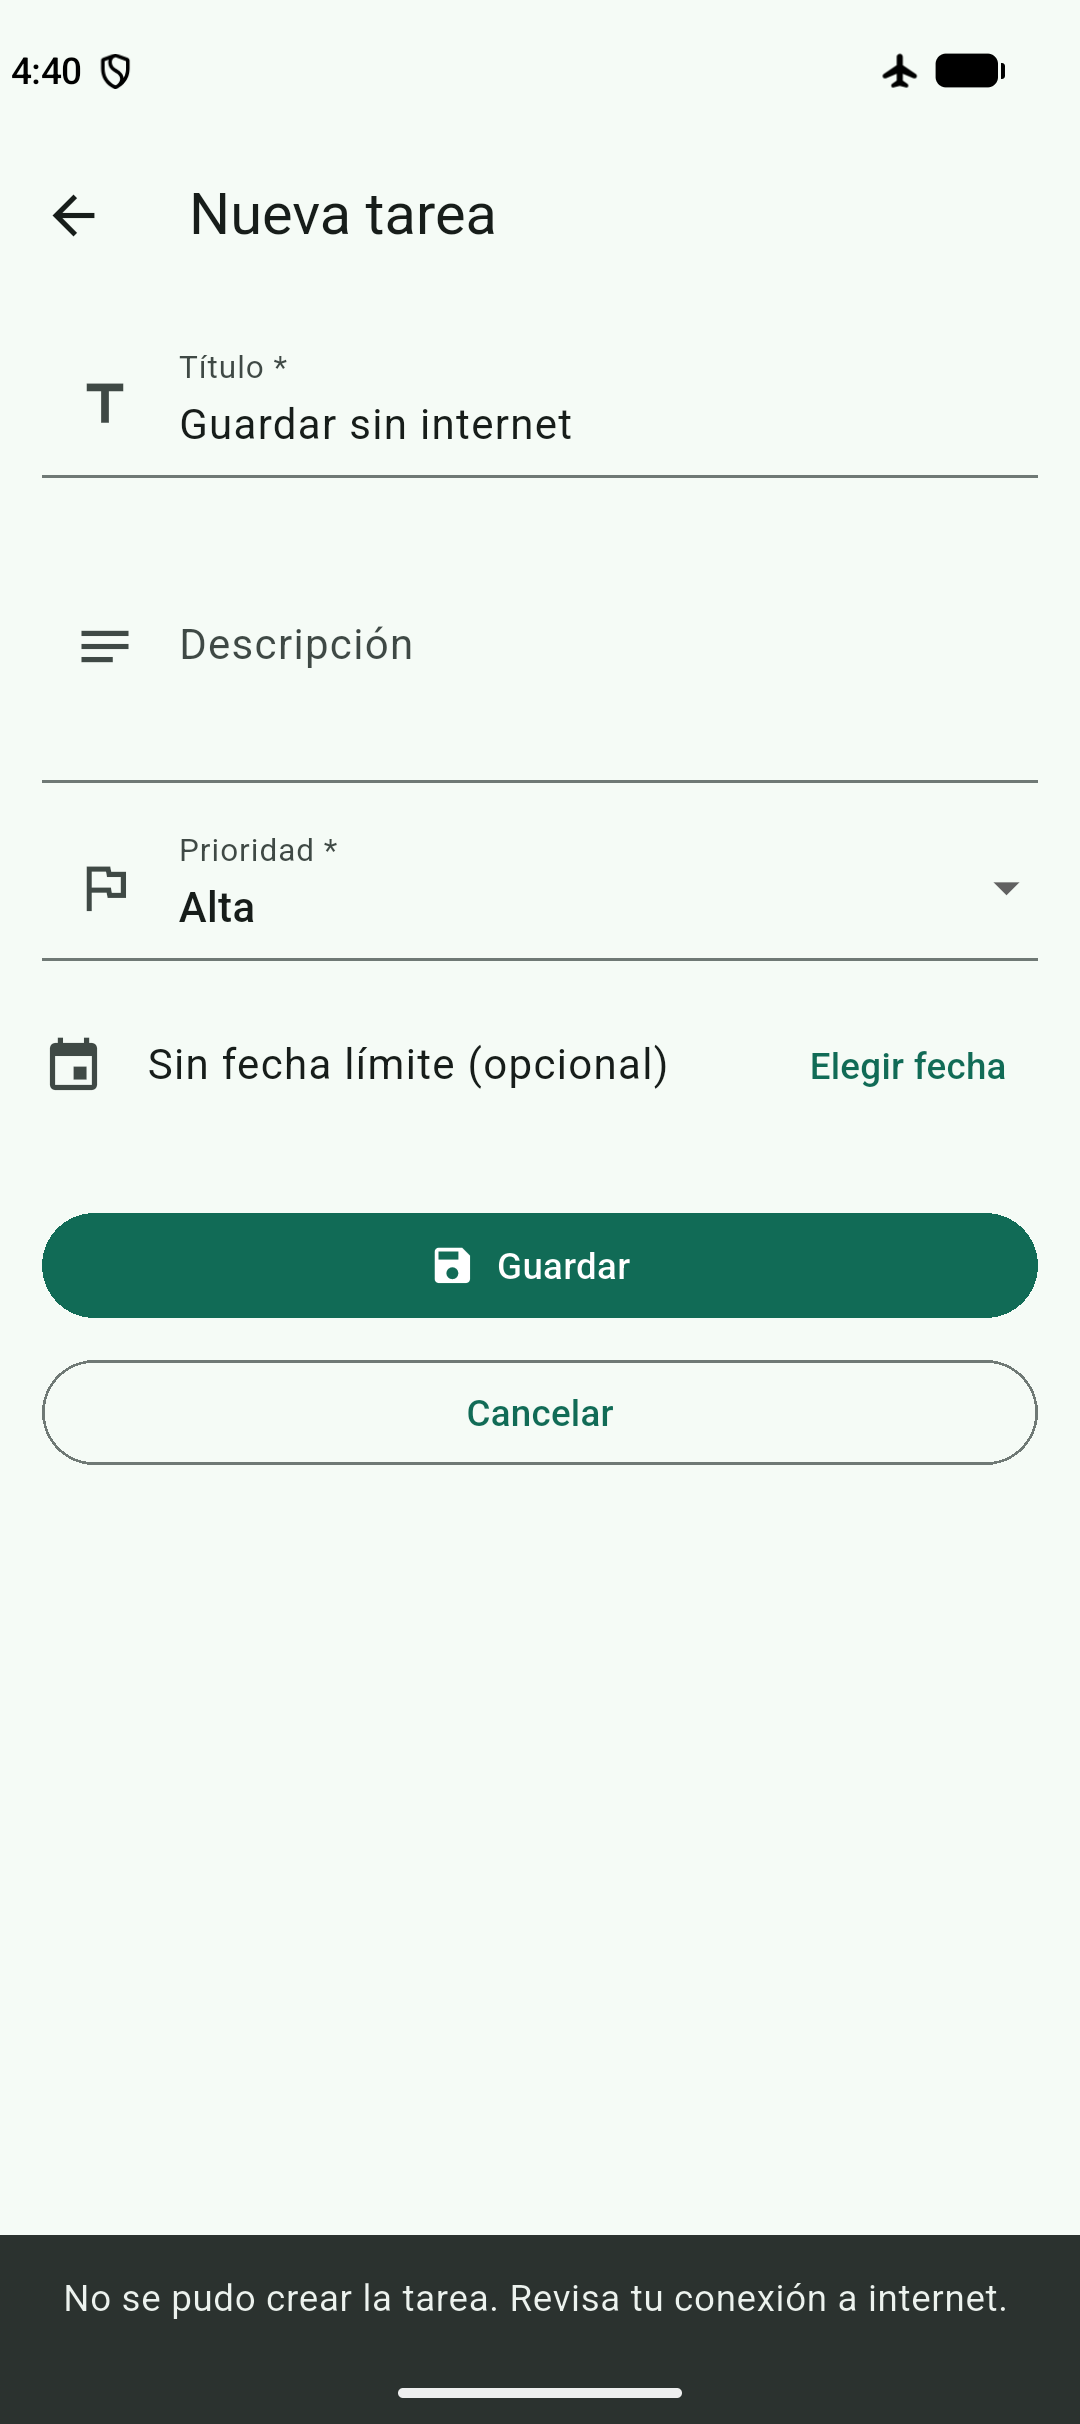 4:40
Nueva tarea
Título *
Guardar sin internet
Descripción
Prioridad *
Alta
Sin fecha límite (opcional)
Elegir fecha
Guardar
Cancelar
No se pudo crear la tarea. Revisa tu conexión a internet.